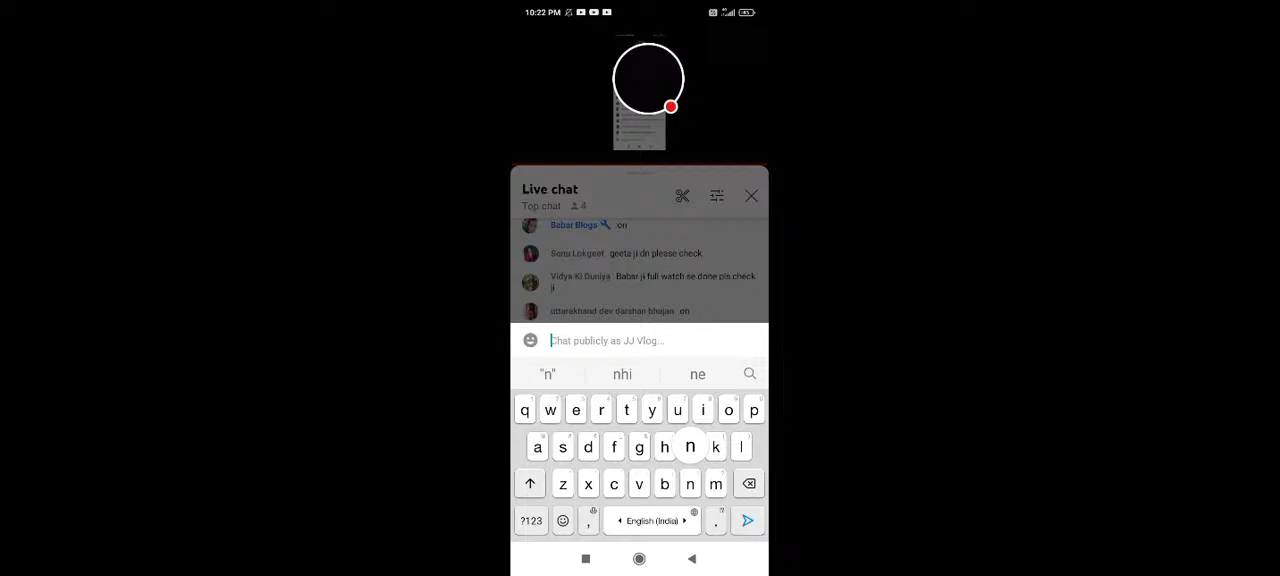 10:22 PM
45
Live chat
Top chat 4
Babar Blogs on
Sonu Lokgeet geeta ji dn please check
Vidya Ki Duniya Babar ji full watch se done pls check
ji
uttarakhand dev darshan bhajan on
Chat publicly as JJ Vlog...
"n" nhi ne
q w e r t y u i o p
a s d f g h n k l
z x c v b n m
?123 , English (India) .